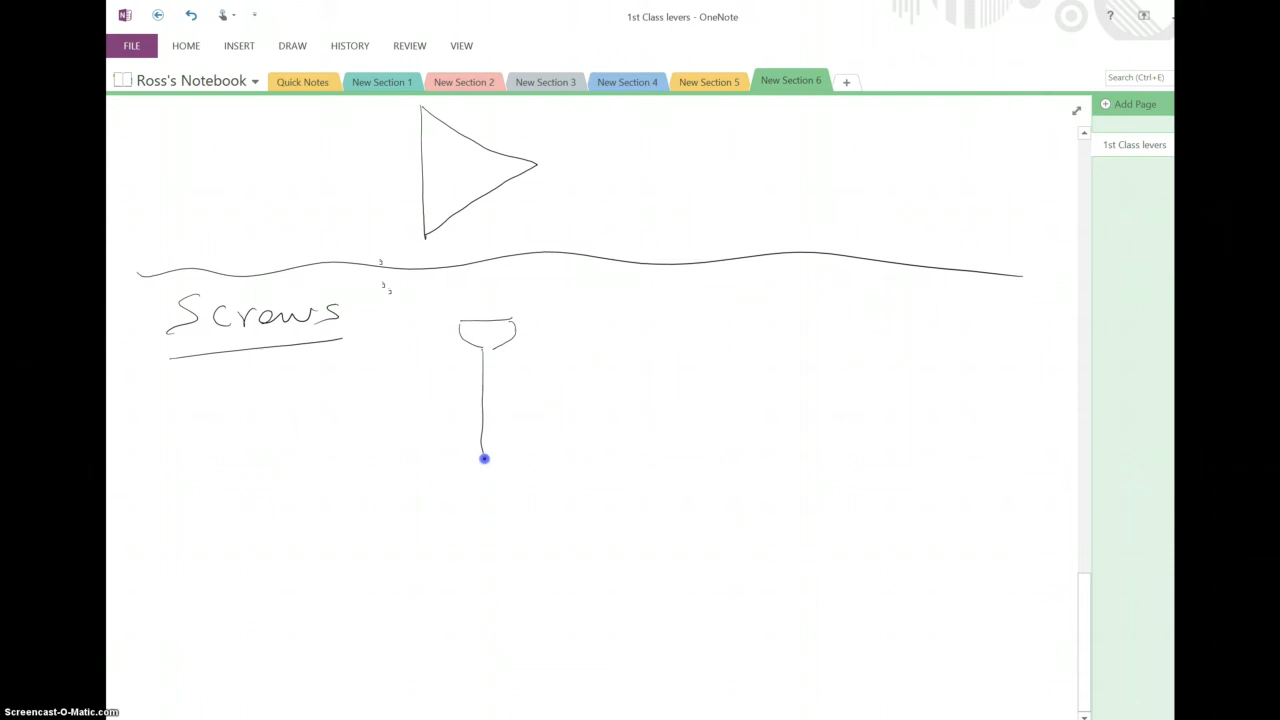 1st Class levers - OneNote
?
FILE HOME INSERT DRAW HISTORY REVIEW VIEW
Ross's Notebook Quick Notes New Section 1 New Section 2 New Section 3 New Section 4 New Section 5 New Section 6 Search (Ctrl+E)
Add Page
1st Class levers
Screws
Screencast-O-Matic.com